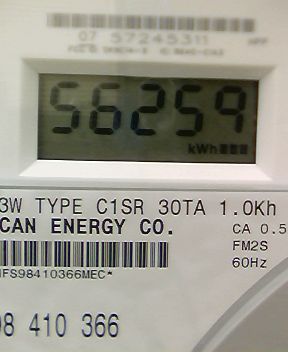 07 57245311
56259
kWh
3W TYPE C1SR 30TA 1.0Kh
CAN ENERGY CO.
CA 0.5
FM2S
60Hz
MFS98410366MEC*
98 410 366